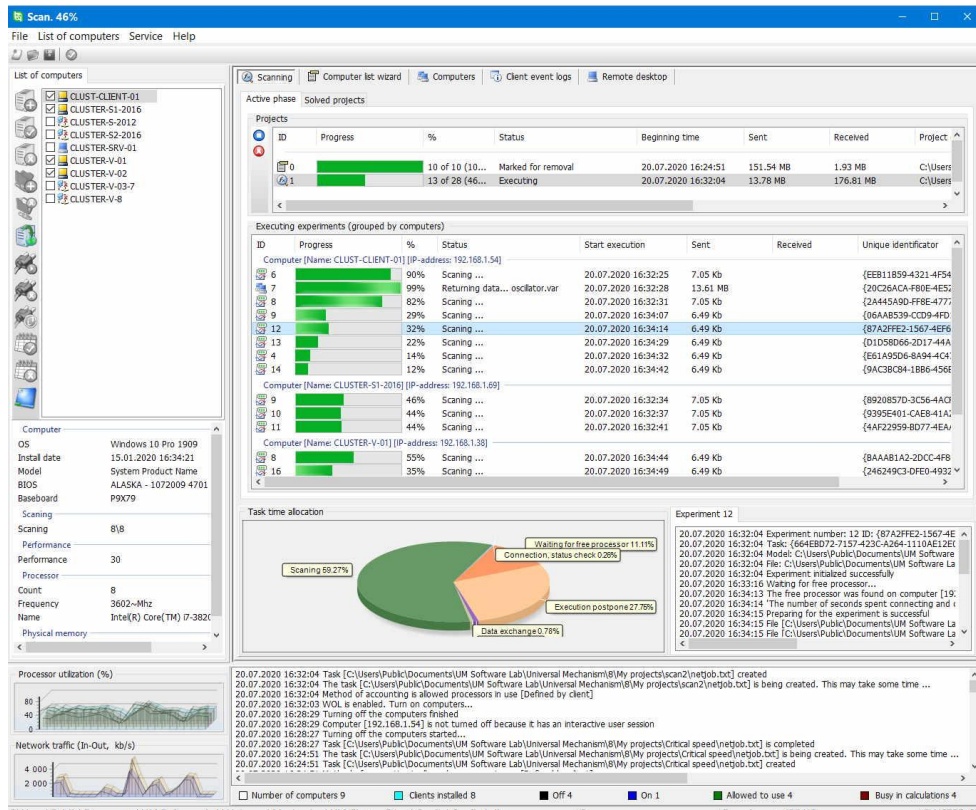 Scan. 46%
File List of computers Service Help
List of computers
CLUST-CLIENT-01
CLUSTER-S1-2016
CLUSTER-S-2012
CLUSTER-S2-2016
CLUSTER-SRV-01
CLUSTER-V-01
CLUSTER-V-02
CLUSTER-V-03-7
CLUSTER-V-8
Computer
OS Windows 10 Pro 1909
Install date 15.01.2020 16:34:21
Model System Product Name
BIOS ALASKA - 1072009 4701
Baseboard P9X79
Scaning
Scaning 8\8
Performance
Performance 30
Processor
Count 8
Frequency 3602~Mhz
Name Intel(R) Core(TM) i7-3820
Physical memory
Scanning Computer list wizard Computers Client event logs Remote desktop
Active phase Solved projects
Projects
ID Progress % Status Beginning time Sent Received Project
0 10 of 10 (10... Marked for removal 20.07.2020 16:24:51 151.54 MB 1.93 MB C:\Users
1 13 of 28 (46... Executing 20.07.2020 16:32:04 13.78 MB 176.81 MB C:\Users
Executing experiments (grouped by computers)
ID Progress % Status Start execution Sent Received Unique identificator
Computer [Name: CLUST-CLIENT-01] [IP-address: 192.168.1.54]
6 90% Scaning ... 20.07.2020 16:32:25 7.05 Kb {EEB11859-4321-4F54
7 99% Returning data... oscillator.var 20.07.2020 16:32:28 13.61 MB {20C26ACA-F80E-4E52
8 82% Scaning ... 20.07.2020 16:32:31 7.05 Kb {2A445A9D-FF8E-4777
9 29% Scaning ... 20.07.2020 16:34:07 6.49 Kb {06AAB539-CCD9-4FD
12 32% Scaning ... 20.07.2020 16:34:14 6.49 Kb {87A2FFE2-1567-4EF6
13 22% Scaning ... 20.07.2020 16:34:29 6.49 Kb {D1D58D66-2D17-44A
4 14% Scaning ... 20.07.2020 16:34:32 6.49 Kb {E61A95D6-8A94-4C4
14 12% Scaning ... 20.07.2020 16:34:42 6.49 Kb {9AC3BC84-1BB6-456E
Computer [Name: CLUSTER-S1-2016] [IP-address: 192.168.1.69]
9 46% Scaning ... 20.07.2020 16:32:34 7.05 Kb {8920857D-3C56-4ACF
10 44% Scaning ... 20.07.2020 16:32:37 7.05 Kb {9395E401-CAE8-41A
11 44% Scaning ... 20.07.2020 16:32:41 7.05 Kb {4AF22959-BD77-4EA
Computer [Name: CLUSTER-V-01] [IP-address: 192.168.1.38]
8 55% Scaning ... 20.07.2020 16:34:44 6.49 Kb {BAAAB1A2-2DCC-4F8
16 35% Scaning ... 20.07.2020 16:34:49 6.49 Kb {246249C3-DFE0-4932
Task time allocation
Waiting for free processor 11.11%
Connection, status check 0.26%
Scaning 59.27%
Execution postpone 27.76%
Data exchange 0.78%
Experiment 12
20.07.2020 16:32:04 Experiment number: 12 ID: {87A2FFE2-1567-4E
20.07.2020 16:32:04 Task: {664EBD72-7157-423C-A264-1110AE12E
20.07.2020 16:32:04 Model: C:\Users\Public\Documents\UM Software
20.07.2020 16:32:04 File: C:\Users\Public\Documents\UM Software La
20.07.2020 16:32:04 Experiment initialized successfully
20.07.2020 16:33:16 Waiting for free processor...
20.07.2020 16:34:13 The free processor was found on computer [19
20.07.2020 16:34:14 'The number of seconds spent connecting and
20.07.2020 16:34:15 Preparing for the experiment is successful
20.07.2020 16:34:15 File [C:\Users\Public\Documents\UM Software La
20.07.2020 16:34:15 File [C:\Users\Public\Documents\UM Software La
Processor utilization (%)
80
40
0
Network traffic (In-Out, kb/s)
4 000
2 000
20.07.2020 16:32:04 Task [C:\Users\Public\Documents\UM Software Lab\Universal Mechanism\8\My projects\scan2\netjob.txt] created
20.07.2020 16:32:04 The task [C:\Users\Public\Documents\UM Software Lab\Universal Mechanism\8\My projects\scan2\netjob.txt] is being created. This may take some time ...
20.07.2020 16:32:04 Method of accounting is allowed processors in use [Defined by client]
20.07.2020 16:32:03 WOL is enabled. Turn on computers...
20.07.2020 16:28:29 Turning off the computers finished
20.07.2020 16:28:29 Computer [192.168.1.54] is not turned off because it has an interactive user session
20.07.2020 16:28:27 Turning off the computers started...
20.07.2020 16:28:27 Task [C:\Users\Public\Documents\UM Software Lab\Universal Mechanism\8\My projects\Critical speed\netjob.txt] is completed
20.07.2020 16:24:51 The task [C:\Users\Public\Documents\UM Software Lab\Universal Mechanism\8\My projects\Critical speed\netjob.txt] is being created. This may take some time ...
20.07.2020 16:24:51 Task [C:\Users\Public\Documents\UM Software Lab\Universal Mechanism\8\My projects\Critical speed\netjob.txt] created
Number of computers 9 Clients installed 8 Off 4 On 1 Allowed to use 4 Busy in calculations 4